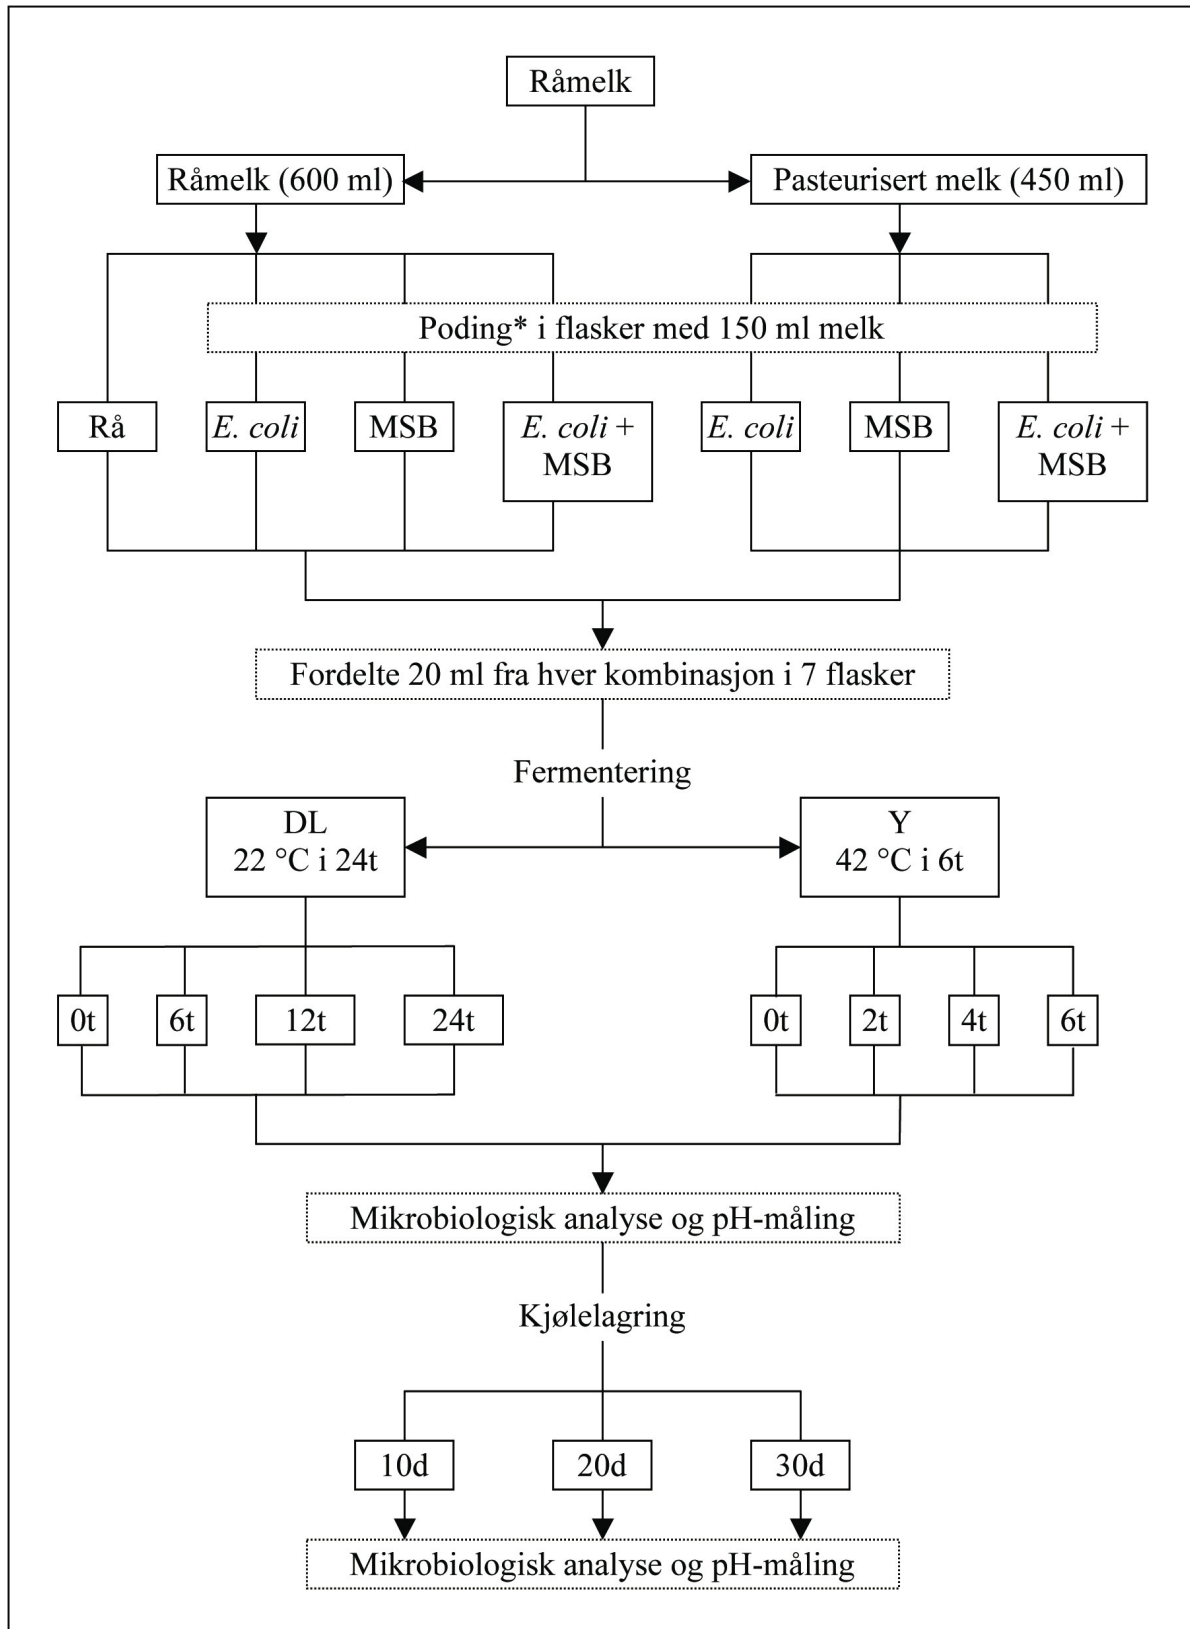 Råmelk
Råmelk (600 ml)
Pasteurisert melk (450 ml)
Poding* i flasker med 150 ml melk
Rå
E. coli
MSB
E. coli +
MSB
E. coli
MSB
E. coli +
MSB
Fordelte 20 ml fra hver kombinasjon i 7 flasker
Fermentering
DL
22 °C i 24t
Y
42 °C i 6t
0t
6t
12t
24t
0t
2t
4t
6t
Mikrobiologisk analyse og pH-måling
Kjølelagring
10d
20d
30d
Mikrobiologisk analyse og pH-måling